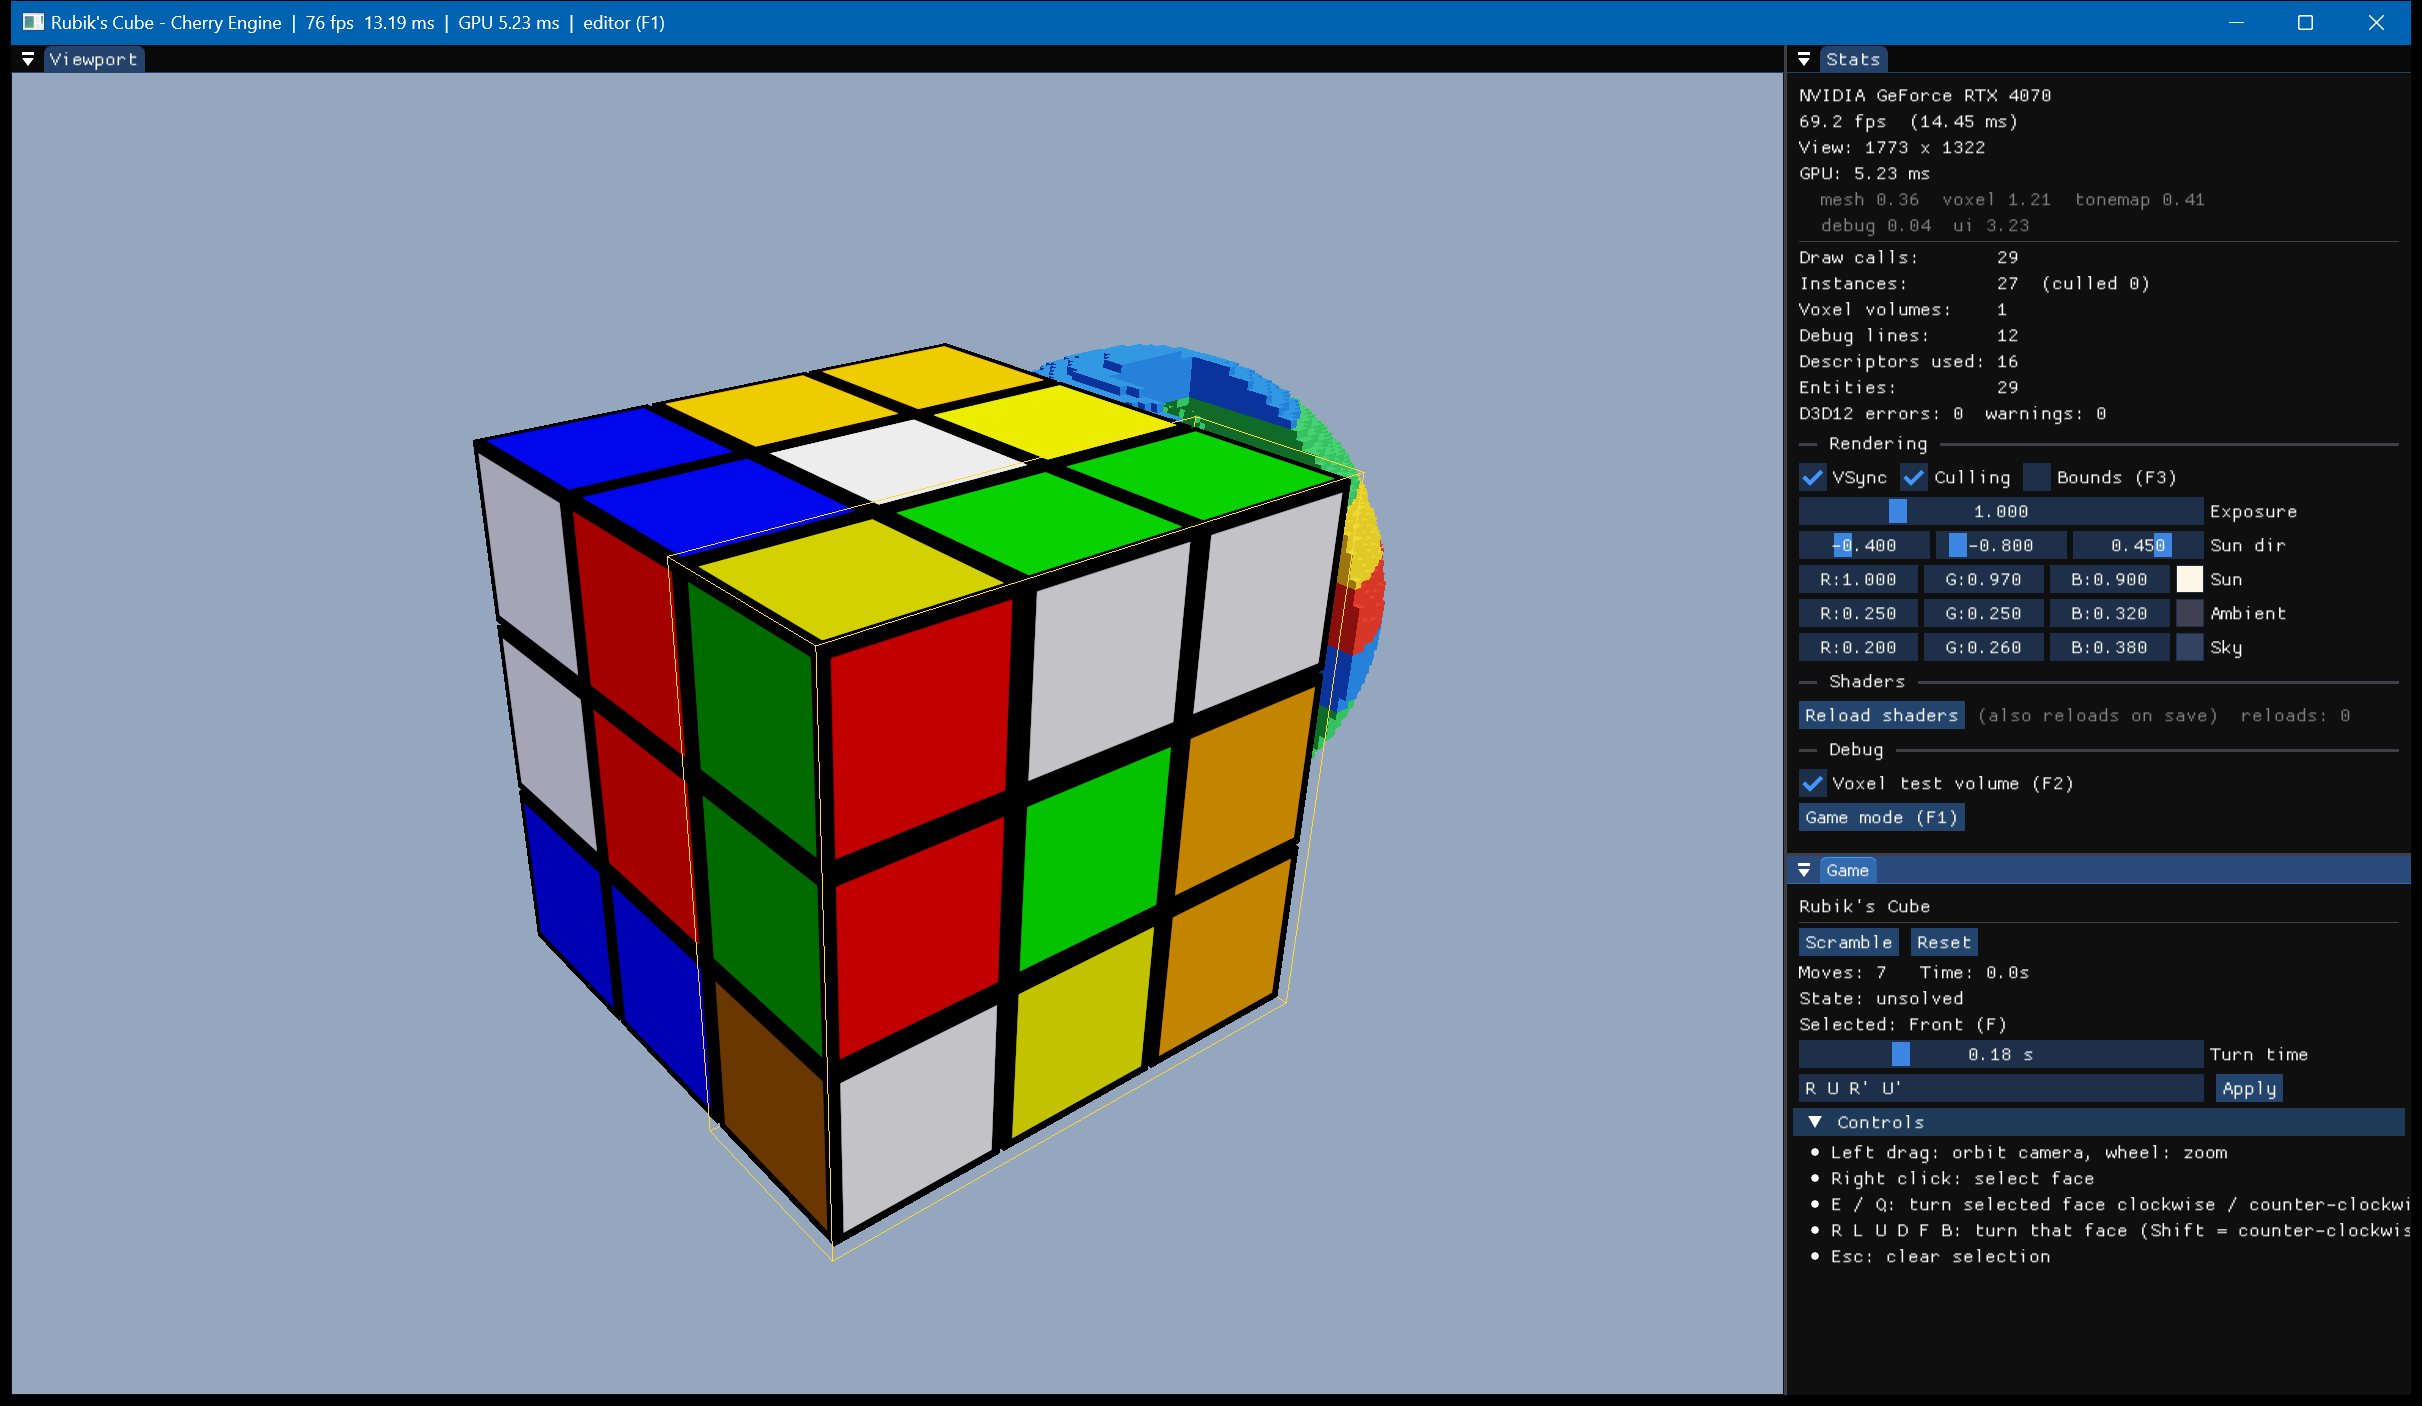 Rubik's Cube - Cherry Engine | 76 fps 13.19 ms | GPU 5.23 ms | editor (F1)
Viewport
Stats
NVIDIA GeForce RTX 4070
69.2 fps (14.45 ms)
View: 1773 x 1322
GPU: 5.23 ms
mesh 0.36 voxel 1.21 tonemap 0.41
debug 0.04 ui 3.23
Draw calls: 29
Instances: 27 (culled 0)
Voxel volumes: 1
Debug lines: 12
Descriptors used: 16
Entities: 29
D3D12 errors: 0 warnings: 0
Rendering
VSync Culling Bounds (F3)
1.000 Exposure
-0.400 -0.800 0.450 Sun dir
R:1.000 G:0.970 B:0.900 Sun
R:0.250 G:0.250 B:0.320 Ambient
R:0.200 G:0.260 B:0.380 Sky
Shaders
Reload shaders (also reloads on save) reloads: 0
Debug
Voxel test volume (F2)
Game mode (F1)
Game
Rubik's Cube
Scramble Reset
Moves: 7 Time: 0.0s
State: unsolved
Selected: Front (F)
0.18 s Turn time
R U R' U' Apply
Controls
Left drag: orbit camera, wheel: zoom
Right click: select face
E / Q: turn selected face clockwise / counter-clockwi
R L U D F B: turn that face (Shift = counter-clockwis
Esc: clear selection